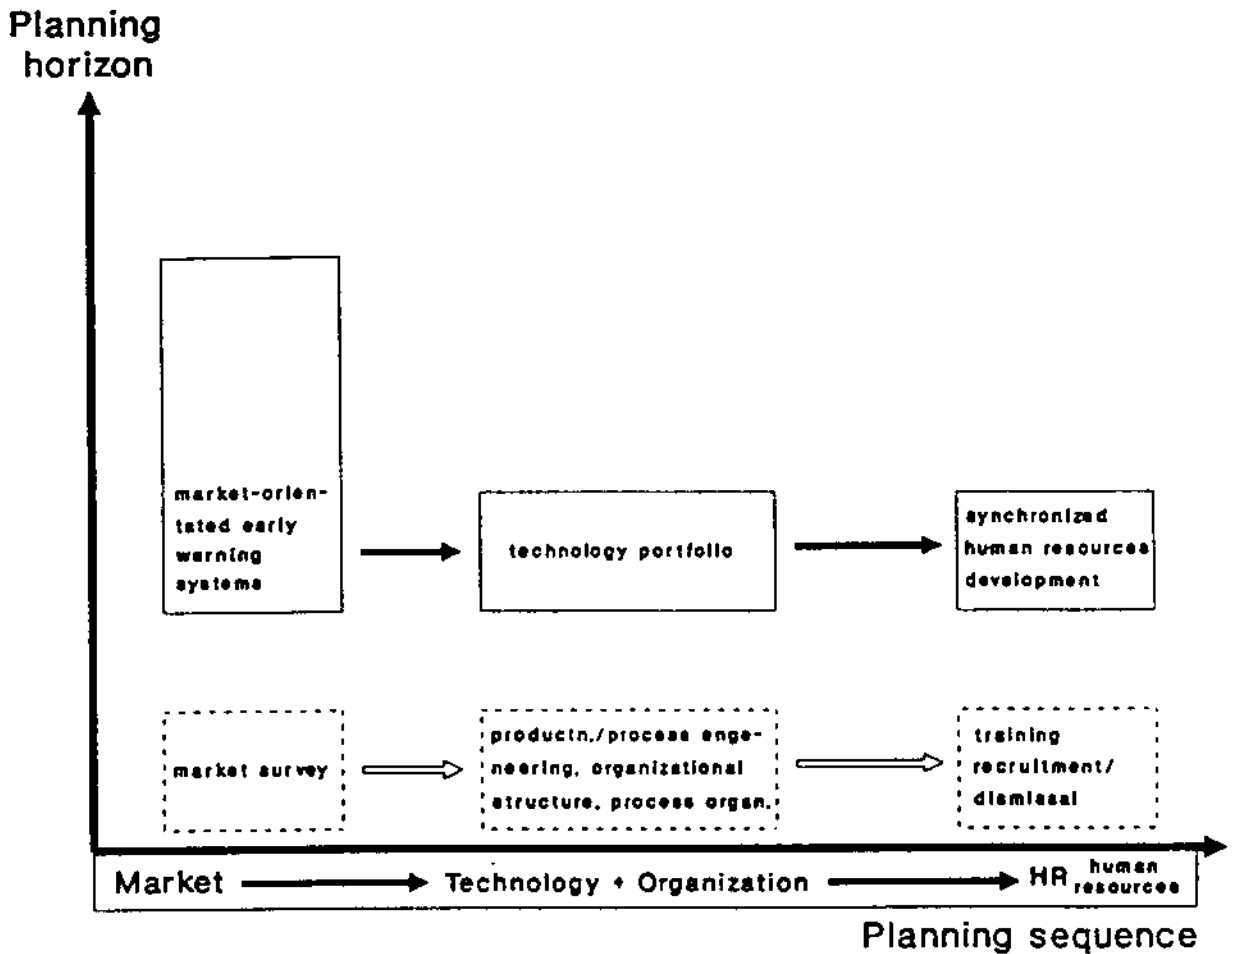 Planning
horizon
market-orien-
tated early
warning
systems
technology portfolio
synchronized
human resources
development
market survey
productn./process enge-
neering, organizational
structure, process organ.
training
recruitment/
dismissal
Market
Technology + Organization
HR human
resources
Planning sequence